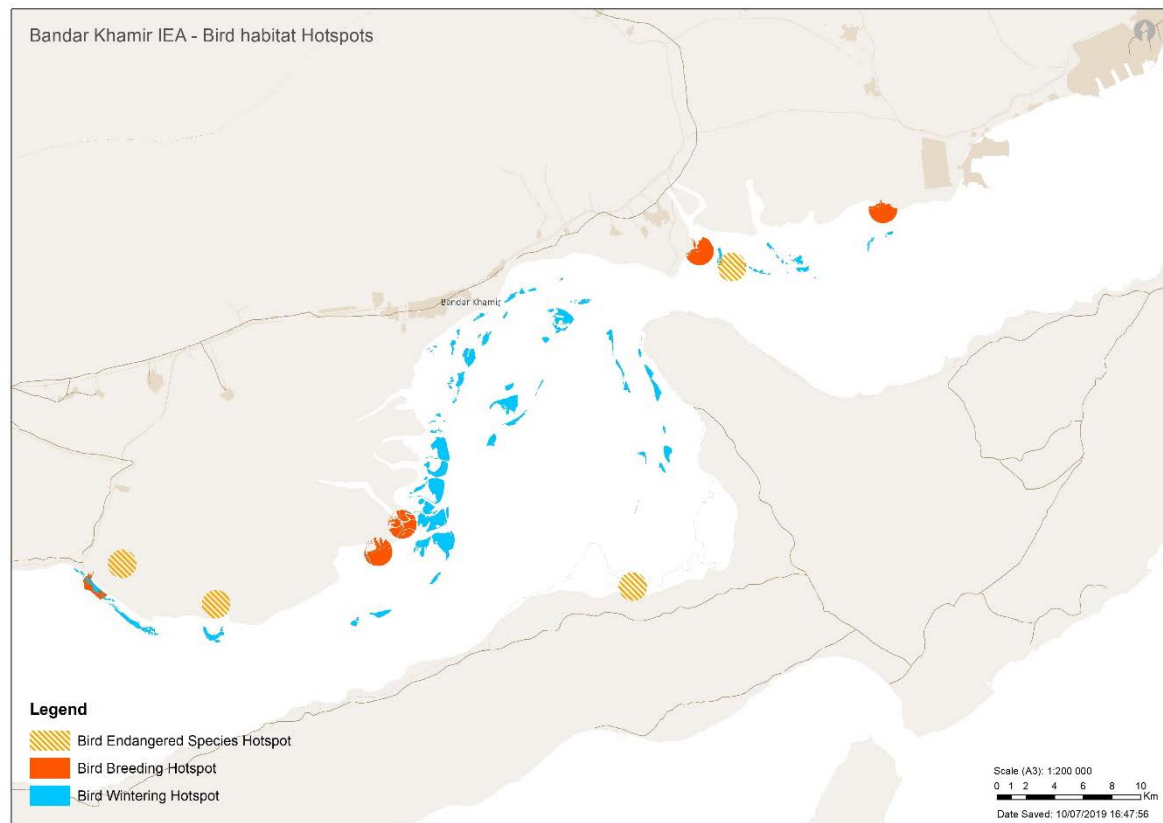 Bandar Khamir IEA - Bird habitat Hotspots
Bandar Khamir
Legend
Bird Endangered Species Hotspot
Bird Breeding Hotspot
Bird Wintering Hotspot
Scale (A3): 1:200 000
0 1 2 4 6 8 10
Km
Date Saved: 10/07/2019 16:47:56